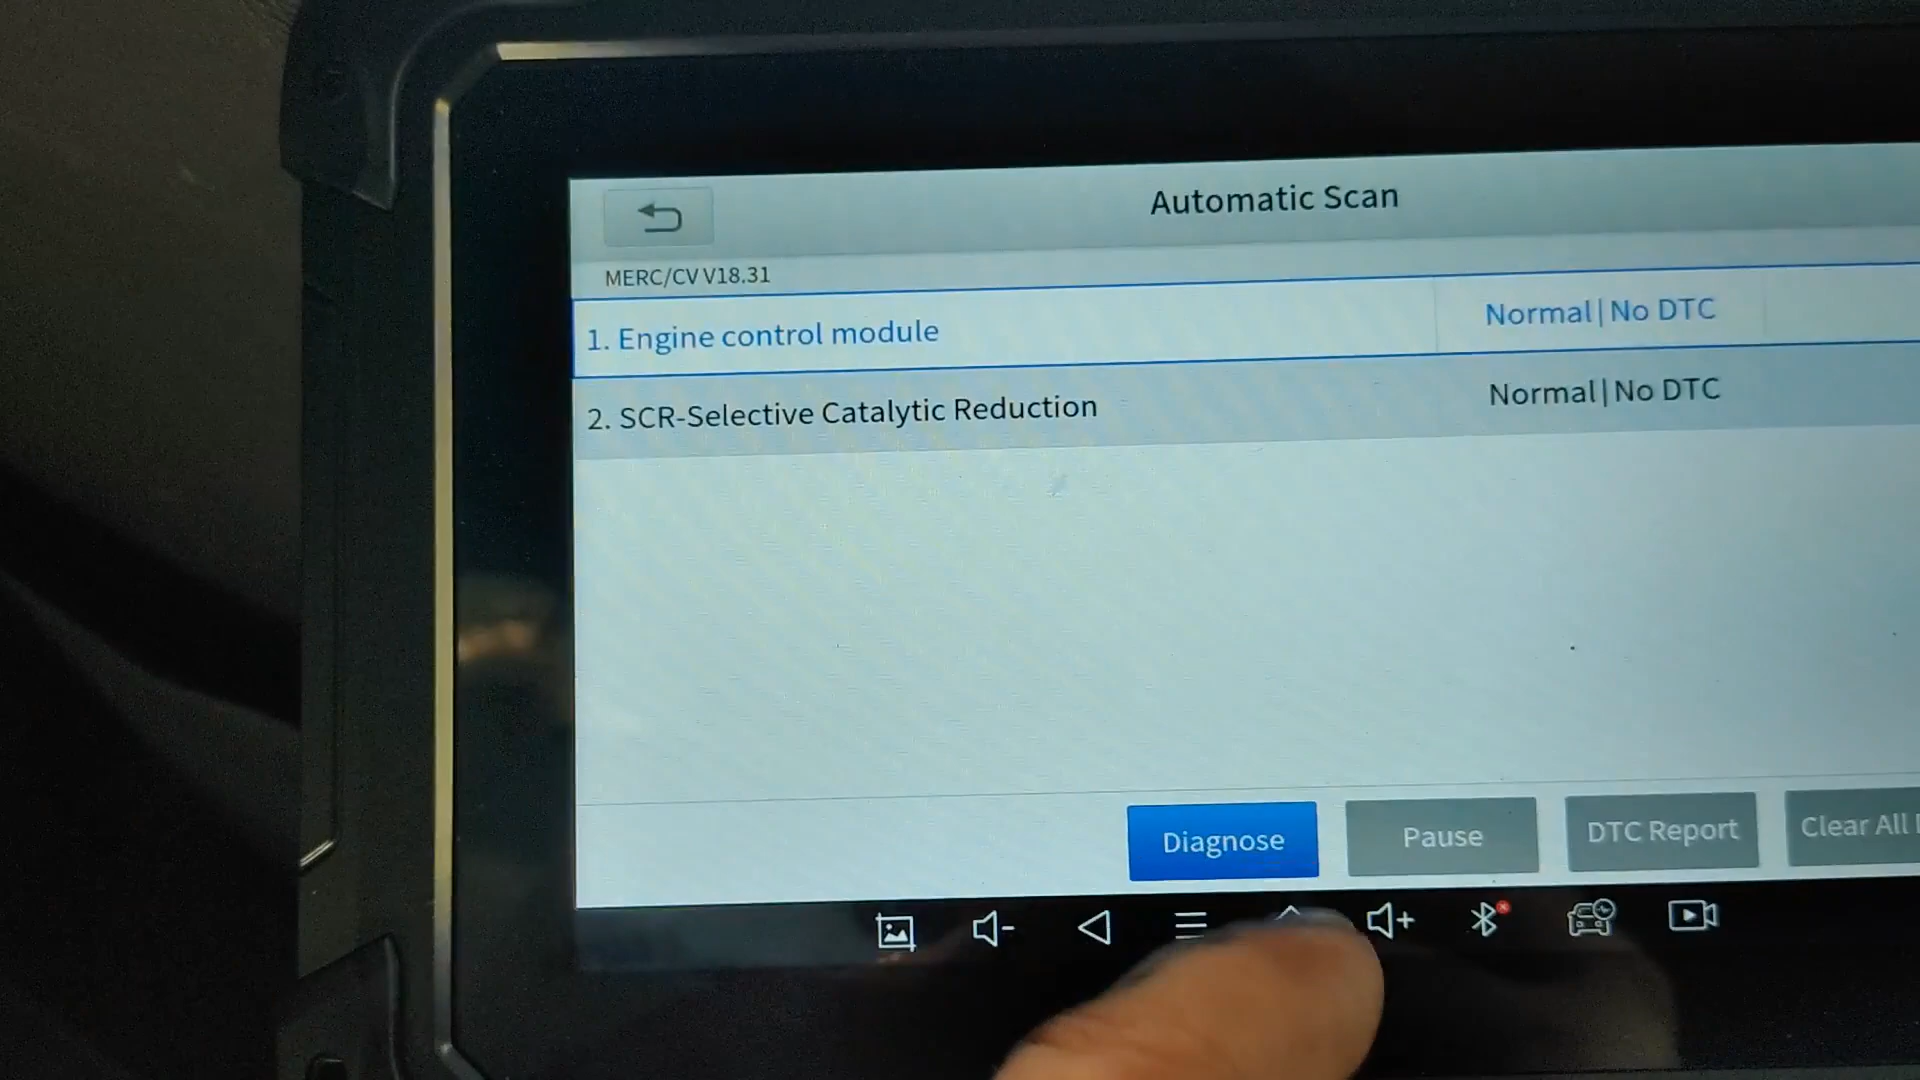 Automatic Scan
MERC/CV V18.31
1. Engine control module
Normal|No DTC
2. SCR-Selective Catalytic Reduction
Normal|No DTC
Diagnose
Pause
DTC Report
Clear All